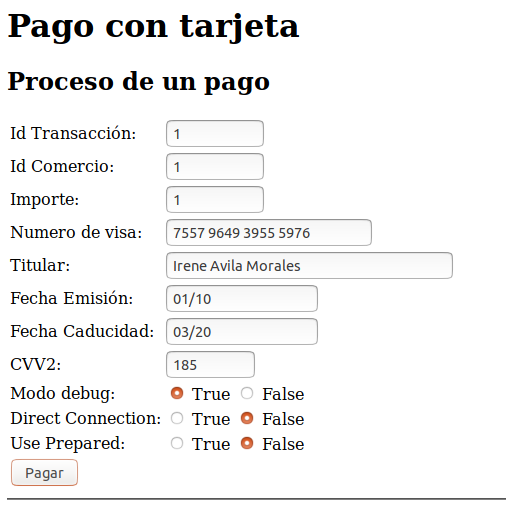 Pago con tarjeta
Proceso de un pago
Id Transacción: 1
Id Comercio: 1
Importe: 1
Numero de visa: 7557 9649 3955 5976
Titular: Irene Avila Morales
Fecha Emisión: 01/10
Fecha Caducidad: 03/20
CVV2: 185
Modo debug: True False
Direct Connection: True False
Use Prepared: True False
Pagar